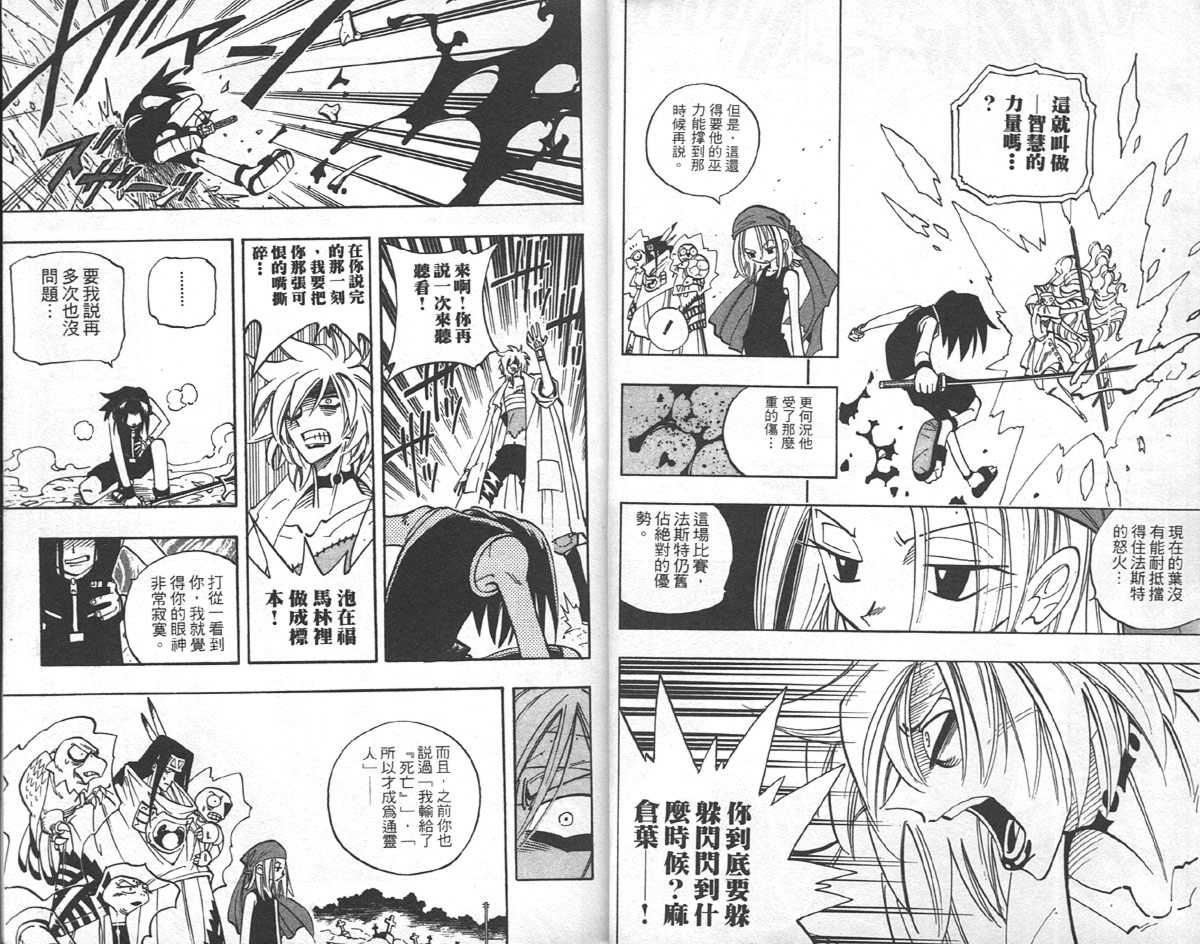 這就叫做
—智慧的
力量嗎…
？
但是，這還
得要他的巫
力能撐到那
時候再說。
！
更何況他
受了那麼
重的傷…
現在的葉沒
有能耐抵擋
得住法斯特
的怒火…
這場比賽，
法斯特仍舊
佔絕對的優
勢。
你到底要躲
躲閃閃到什
麼時候？麻
倉葉——！
來啊！你再
說一次來聽
聽看！
在你說完
的那一刻
，我要把
你那張可
恨的嘴撕
碎…
泡在福
馬林裡
做成標
本！
………
要我說再
多次也沒
問題…
打從一看到
你，我就覺
得你的眼神
非常寂寞。
而且，之前你也
說過「我輸給了
『死亡』」，「
所以才成爲通靈
人」——